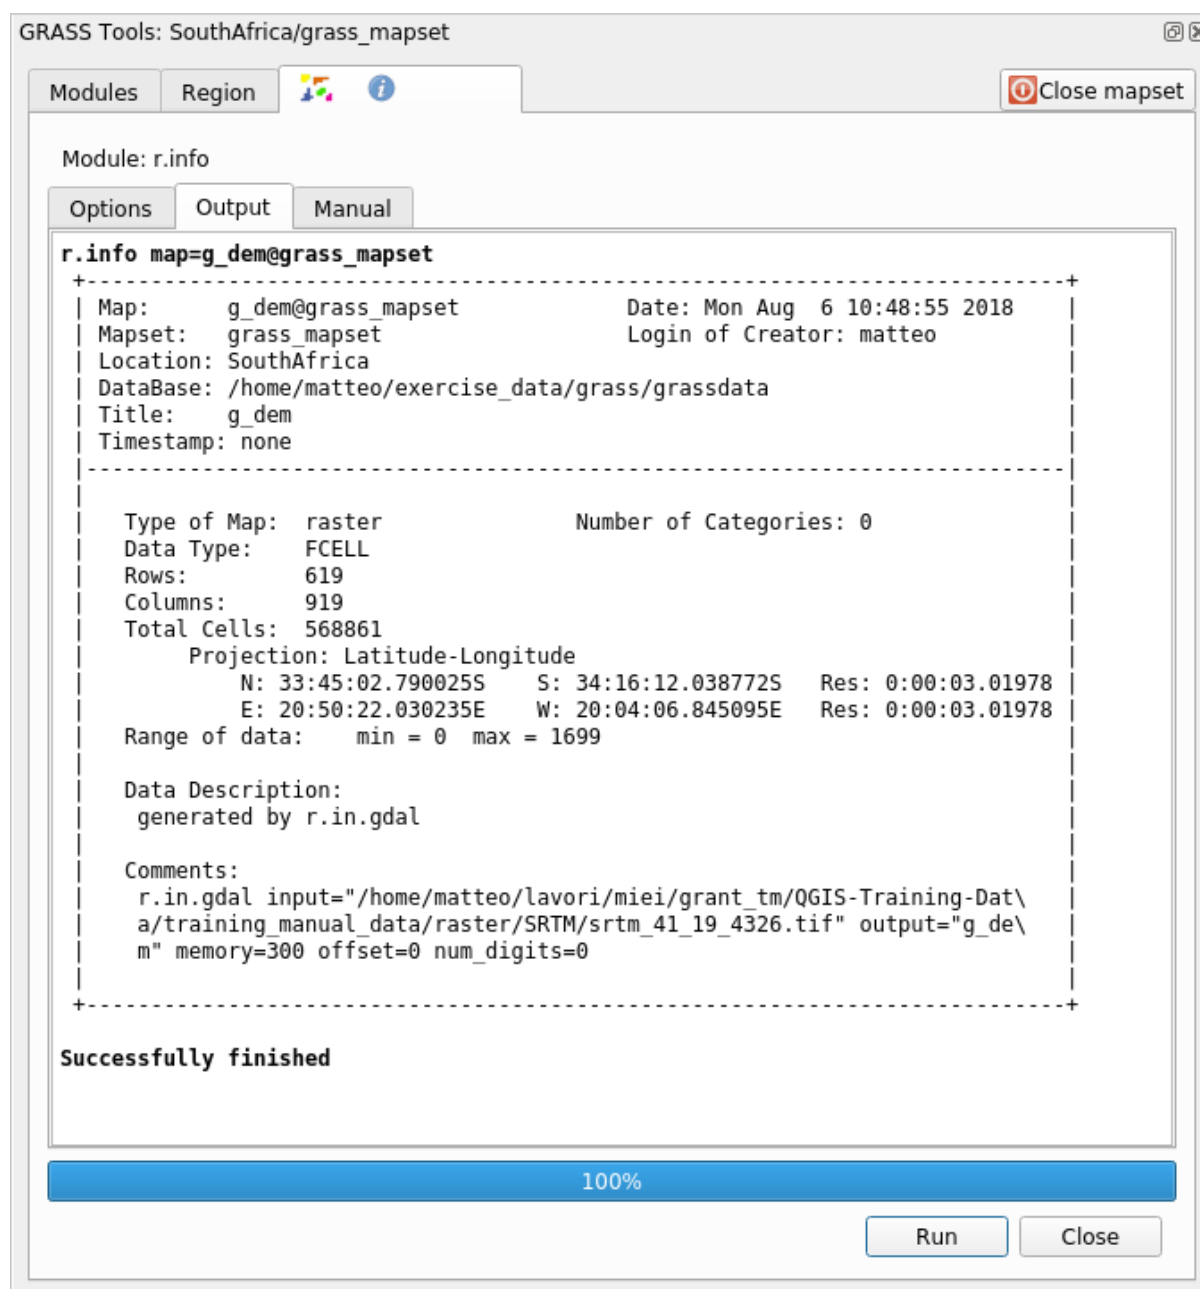 GRASS Tools: SouthAfrica/grass_mapset
Modules Region Close mapset
Module: r.info
Options Output Manual
r.info map=g_dem@grass_mapset
+----------------------------------------------------------------------------+
| Map:      g_dem@grass_mapset             Date: Mon Aug  6 10:48:55 2018    |
| Mapset:   grass_mapset                   Login of Creator: matteo          |
| Location: SouthAfrica                                                      |
| DataBase: /home/matteo/exercise_data/grass/grassdata                       |
| Title:    g_dem                                                            |
| Timestamp: none                                                            |
|----------------------------------------------------------------------------|
|                                                                            |
|   Type of Map:  raster               Number of Categories: 0               |
|   Data Type:    FCELL                                                      |
|   Rows:         619                                                        |
|   Columns:      919                                                        |
|   Total Cells:  568861                                                     |
|        Projection: Latitude-Longitude                                      |
|            N: 33:45:02.790025S    S: 34:16:12.038772S   Res: 0:00:03.01978 |
|            E: 20:50:22.030235E    W: 20:04:06.845095E   Res: 0:00:03.01978 |
|   Range of data:    min = 0  max = 1699                                    |
|                                                                            |
|   Data Description:                                                        |
|    generated by r.in.gdal                                                  |
|                                                                            |
|   Comments:                                                                |
|    r.in.gdal input="/home/matteo/lavori/miei/grant_tm/QGIS-Training-Dat\   |
|    a/training_manual_data/raster/SRTM/srtm_41_19_4326.tif" output="g_de\   |
|    m" memory=300 offset=0 num_digits=0                                     |
|                                                                            |
+----------------------------------------------------------------------------+
Successfully finished
100%
Run Close